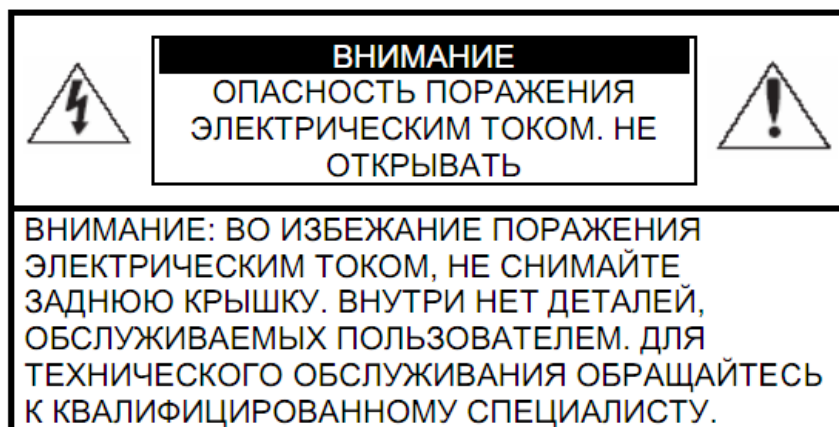 ВНИМАНИЕ
ОПАСНОСТЬ ПОРАЖЕНИЯ
ЭЛЕКТРИЧЕСКИМ ТОКОМ. НЕ
ОТКРЫВАТЬ
ВНИМАНИЕ: ВО ИЗБЕЖАНИЕ ПОРАЖЕНИЯ
ЭЛЕКТРИЧЕСКИМ ТОКОМ, НЕ СНИМАЙТЕ
ЗАДНЮЮ КРЫШКУ. ВНУТРИ НЕТ ДЕТАЛЕЙ,
ОБСЛУЖИВАЕМЫХ ПОЛЬЗОВАТЕЛЕМ. ДЛЯ
ТЕХНИЧЕСКОГО ОБСЛУЖИВАНИЯ ОБРАЩАЙТЕСЬ
К КВАЛИФИЦИРОВАННОМУ СПЕЦИАЛИСТУ.